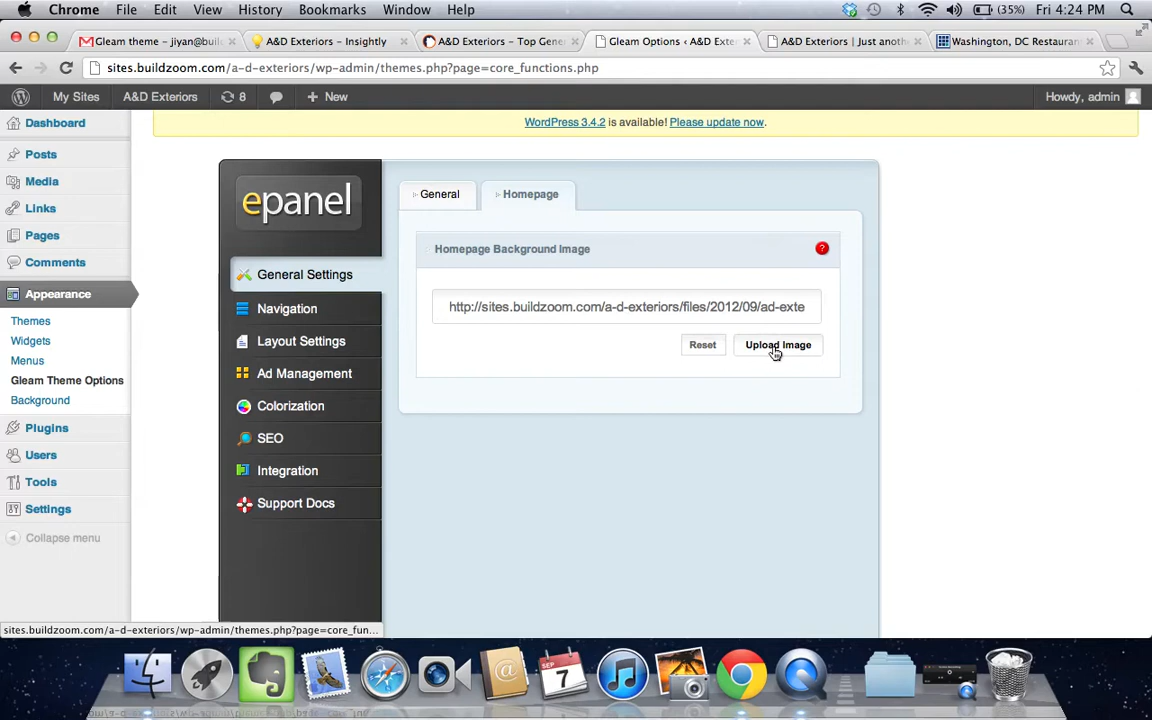 Chrome File Edit View History Bookmarks Window Help (35%) Fri 4:24 PM
Gleam theme – jiyan@buil
A&D Exteriors – Insightly
A&D Exteriors – Top Gene
Gleam Options ‹ A&D Exter
A&D Exteriors | Just anoth
Washington, DC Restauran
sites.buildzoom.com/a-d-exteriors/wp-admin/themes.php?page=core_functions.php
My Sites A&D Exteriors 8 + New Howdy, admin
WordPress 3.4.2 is available! Please update now.
Dashboard
Posts
Media
Links
Pages
Comments
Appearance
Themes
Widgets
Menus
Gleam Theme Options
Background
Plugins
Users
Tools
Settings
Collapse menu
epanel
General Settings
Navigation
Layout Settings
Ad Management
Colorization
SEO
Integration
Support Docs
General Homepage
Homepage Background Image ?
http://sites.buildzoom.com/a-d-exteriors/files/2012/09/ad-exte
Reset Upload Image
sites.buildzoom.com/a-d-exteriors/wp-admin/themes.php?page=core_fun...
SEP
7